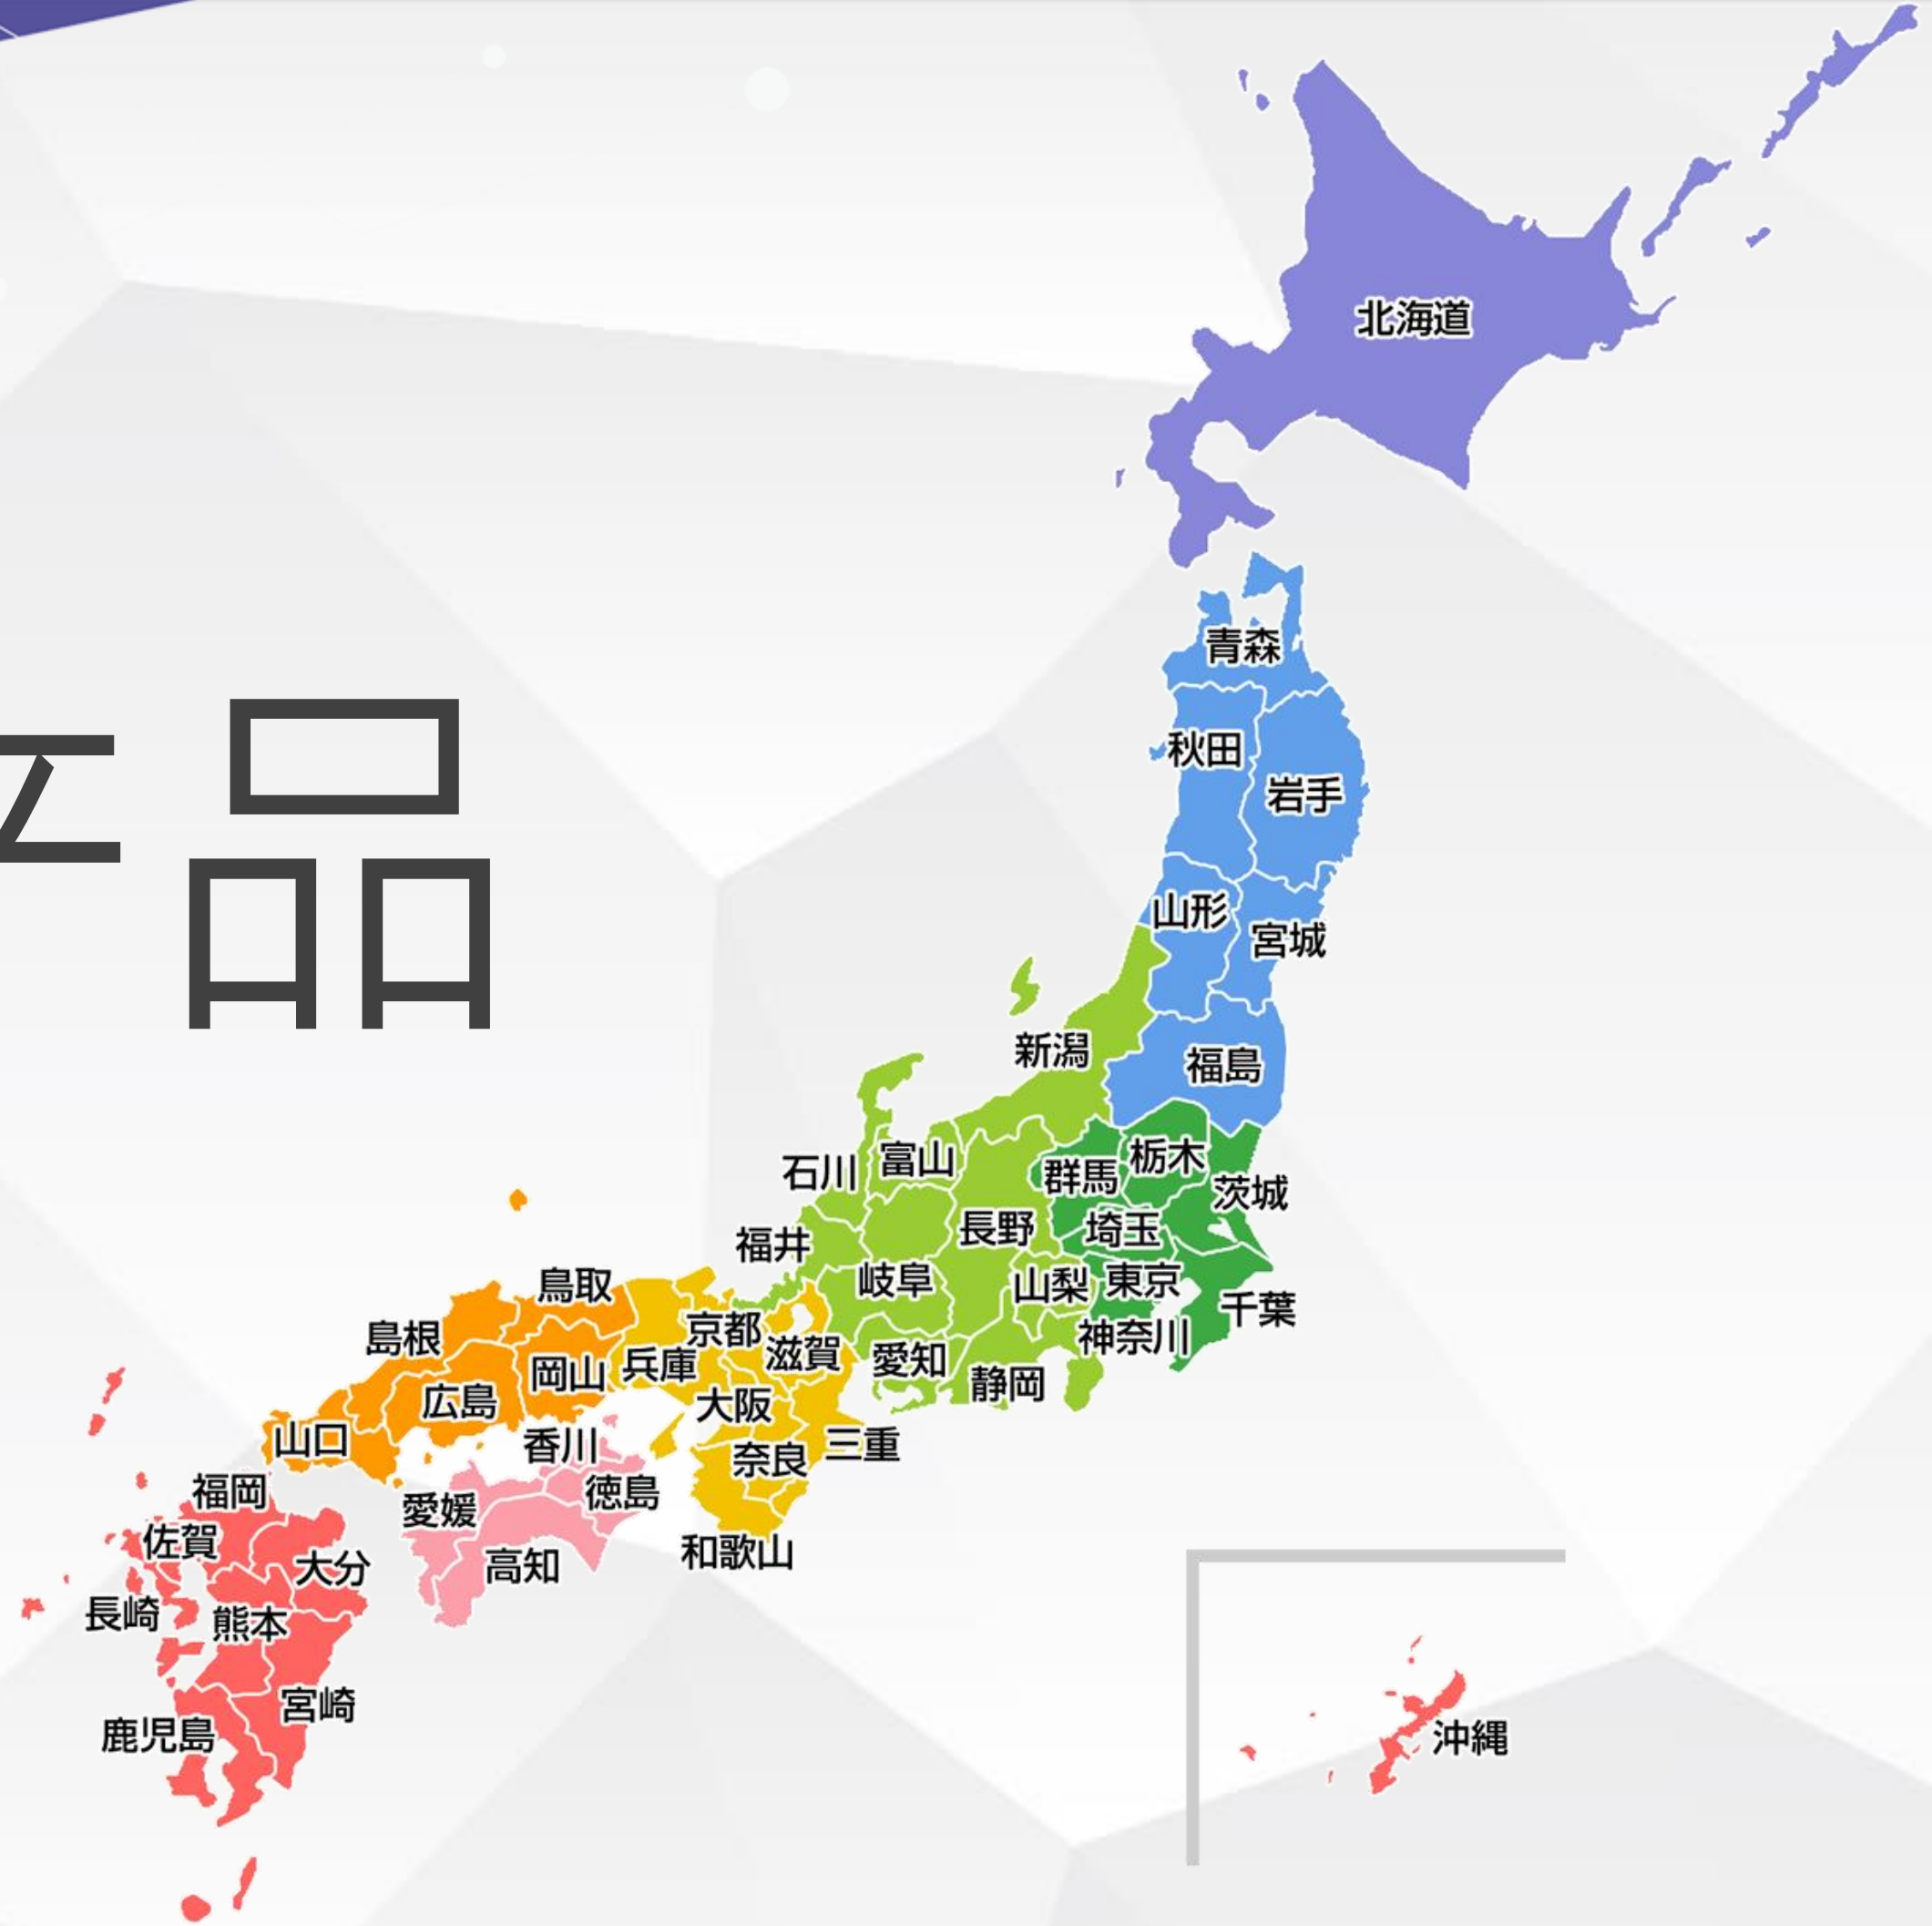 北海道
青森
秋田
岩手
品
山形
宮城
新潟
福島
石川
富山
群馬
栃木
茨城
福井
長野
埼玉
岐阜
山梨
東京
千葉
鳥取
島根
京都
滋賀
神奈川
岡山
兵庫
愛知
静岡
広島
大阪
山口
香川
奈良
三重
福岡
愛媛
徳島
佐賀
大分
高知
和歌山
長崎
熊本
宮崎
鹿児島
沖縄